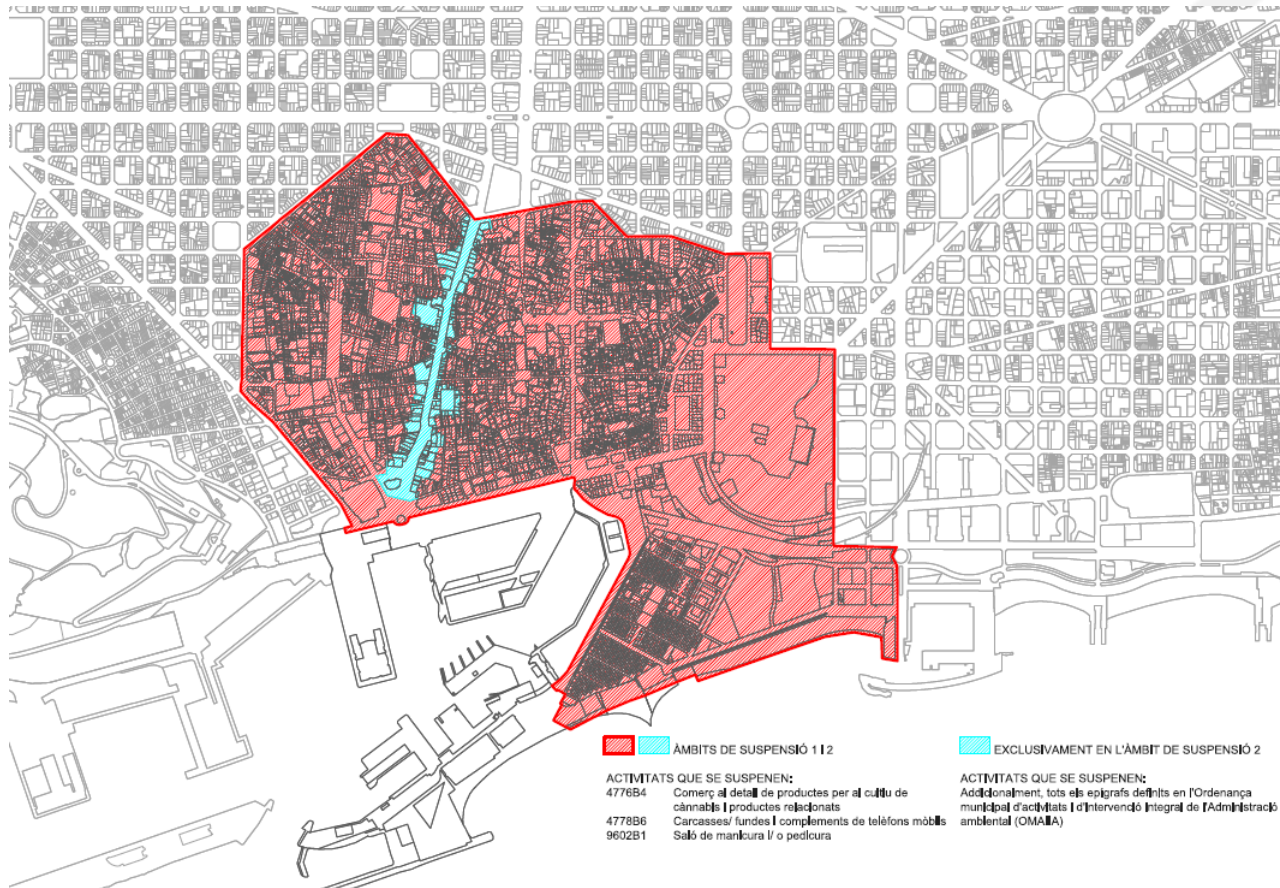 ÀMBITS DE SUSPENSIÓ 1 I 2
ACTIVITATS QUE SE SUSPENEN:
4776B4 Comerç al detall de productes per al cultiu de
cànnabis i productes relacionats
4778B6 Carcasses/ fundes i complements de telèfons mòbils
9602B1 Saló de manicura i/ o pedicura
EXCLUSIVAMENT EN L'ÀMBIT DE SUSPENSIÓ 2
ACTIVITATS QUE SE SUSPENEN:
Addicionalment, tots els epígrafs definits en l'Ordenança
municipal d'activitats i d'intervenció integral de l'Administració
ambiental (OMAIIA)